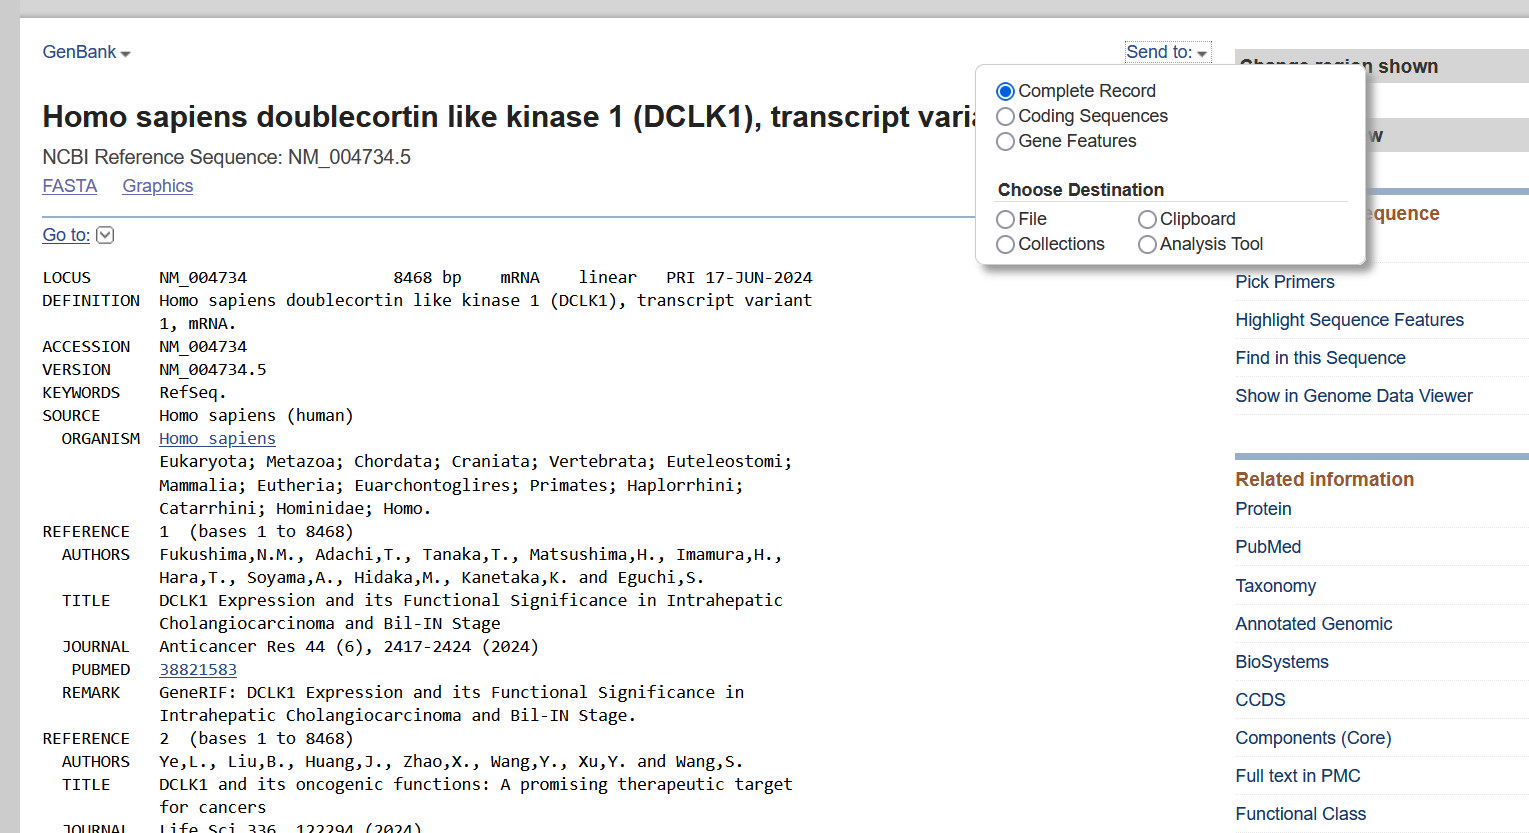 GenBank
Send to:
Complete Record
Coding Sequences
Gene Features
Choose Destination
File Clipboard
Collections Analysis Tool
Homo sapiens doublecortin like kinase 1 (DCLK1), transcript
NCBI Reference Sequence: NM_004734.5
FASTA Graphics
Go to:
LOCUS NM_004734 8468 bp mRNA linear PRI 17-JUN-2024
DEFINITION Homo sapiens doublecortin like kinase 1 (DCLK1), transcript variant
1, mRNA.
ACCESSION NM_004734
VERSION NM_004734.5
KEYWORDS RefSeq.
SOURCE Homo sapiens (human)
ORGANISM Homo sapiens
Eukaryota; Metazoa; Chordata; Craniata; Vertebrata; Euteleostomi;
Mammalia; Eutheria; Euarchontoglires; Primates; Haplorrhini;
Catarrhini; Hominidae; Homo.
REFERENCE 1 (bases 1 to 8468)
AUTHORS Fukushima,N.M., Adachi,T., Tanaka,T., Matsushima,H., Imamura,H.,
Hara,T., Soyama,A., Hidaka,M., Kanetaka,K. and Eguchi,S.
TITLE DCLK1 Expression and its Functional Significance in Intrahepatic
Cholangiocarcinoma and Bil-IN Stage
JOURNAL Anticancer Res 44 (6), 2417-2424 (2024)
PUBMED 38821583
REMARK GeneRIF: DCLK1 Expression and its Functional Significance in
Intrahepatic Cholangiocarcinoma and Bil-IN Stage.
REFERENCE 2 (bases 1 to 8468)
AUTHORS Ye,L., Liu,B., Huang,J., Zhao,X., Wang,Y., Xu,Y. and Wang,S.
TITLE DCLK1 and its oncogenic functions: A promising therapeutic target
for cancers
JOURNAL Life Sci 336, 122294 (2024)
Change region shown
w
equence
Pick Primers
Highlight Sequence Features
Find in this Sequence
Show in Genome Data Viewer
Related information
Protein
PubMed
Taxonomy
Annotated Genomic
BioSystems
CCDS
Components (Core)
Full text in PMC
Functional Class